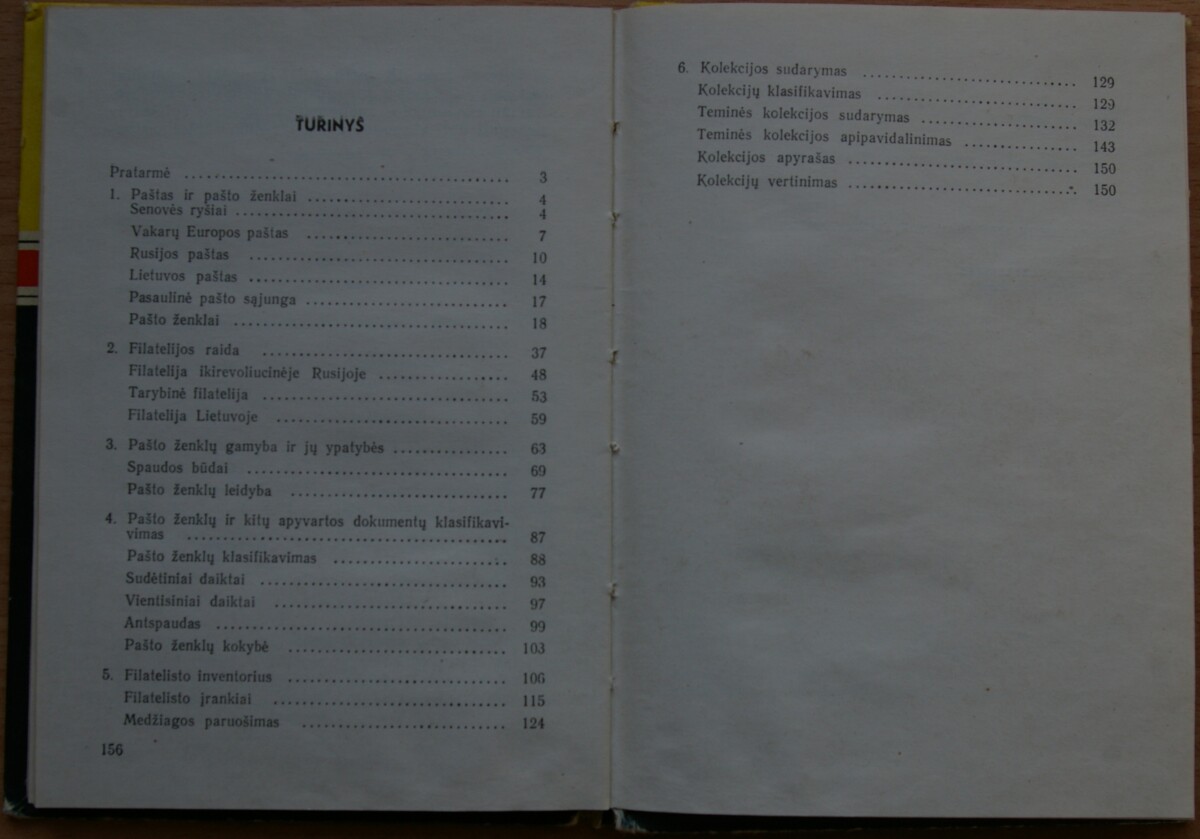 TURINYS
Pratarmė ........................................ 3
1. Paštas ir pašto ženklai ........................ 4
Senovės ryšiai ................................ 4
Vakarų Europos paštas ........................ 7
Rusijos paštas ................................ 10
Lietuvos paštas ................................ 14
Pasaulinė pašto sąjunga ........................ 17
Pašto ženklai ................................ 18
2. Filatelijos raida ............................ 37
Filatelija ikirevoliucinėje Rusijoje ................ 48
Tarybinė filatelija ............................ 53
Filatelija Lietuvoje ............................ 59
3. Pašto ženklų gamyba ir jų ypatybės .............. 63
Spaudos būdai ................................ 69
Pašto ženklų leidyba ........................ 77
4. Pašto ženklų ir kitų apyvartos dokumentų klasifikavi-
vimas ........................................ 87
Pašto ženklų klasifikavimas .................... 88
Sudėtiniai daiktai ............................ 93
Vientisiniai daiktai ............................ 97
Antspaudas .................................... 99
Pašto ženklų kokybė ........................ 103
5. Filatelisto inventorius ........................ 106
Filatelisto įrankiai ............................ 115
Medžiagos paruošimas ........................ 124
156
6. Kolekcijos sudarymas ........................ 129
Kolekcijų klasifikavimas ........................ 129
Teminės kolekcijos sudarymas .................... 132
Teminės kolekcijos apipavidalinimas .............. 143
Kolekcijos apyrašas ............................ 150
Kolekcijų vertinimas ............................ 150